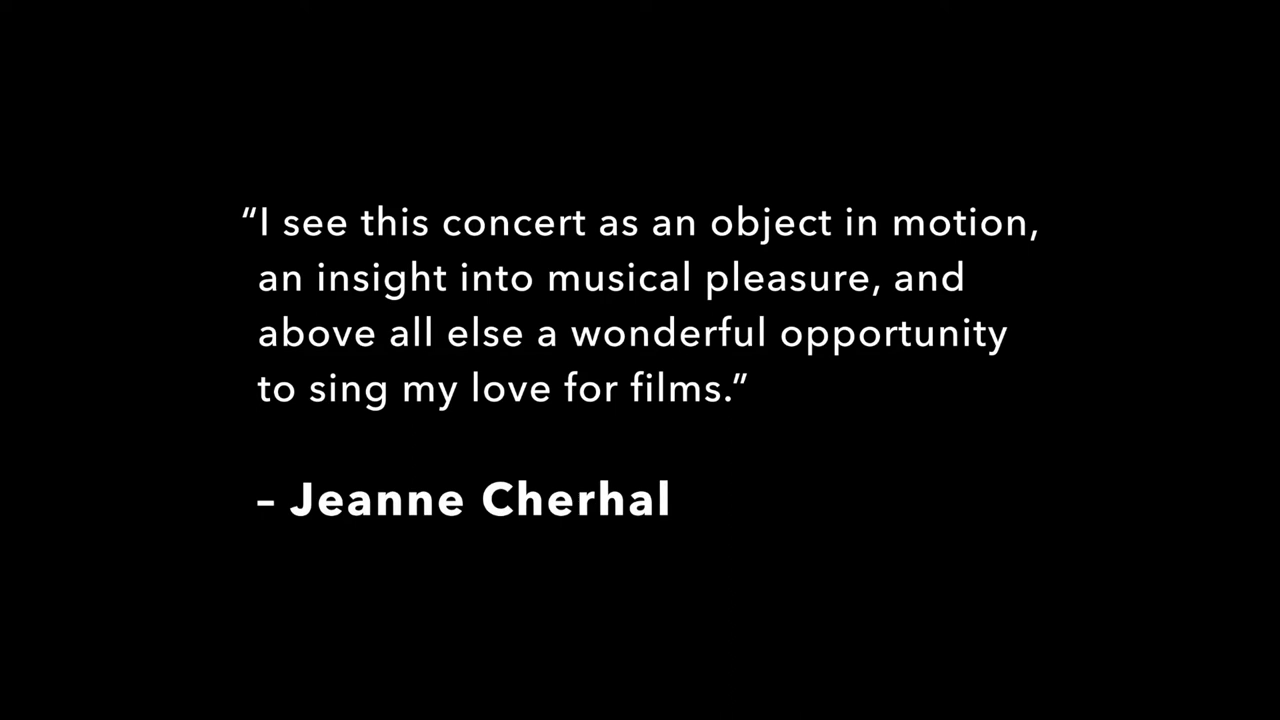 “I see this concert as an object in motion,
an insight into musical pleasure, and
above all else a wonderful opportunity
to sing my love for films.”
– Jeanne Cherhal